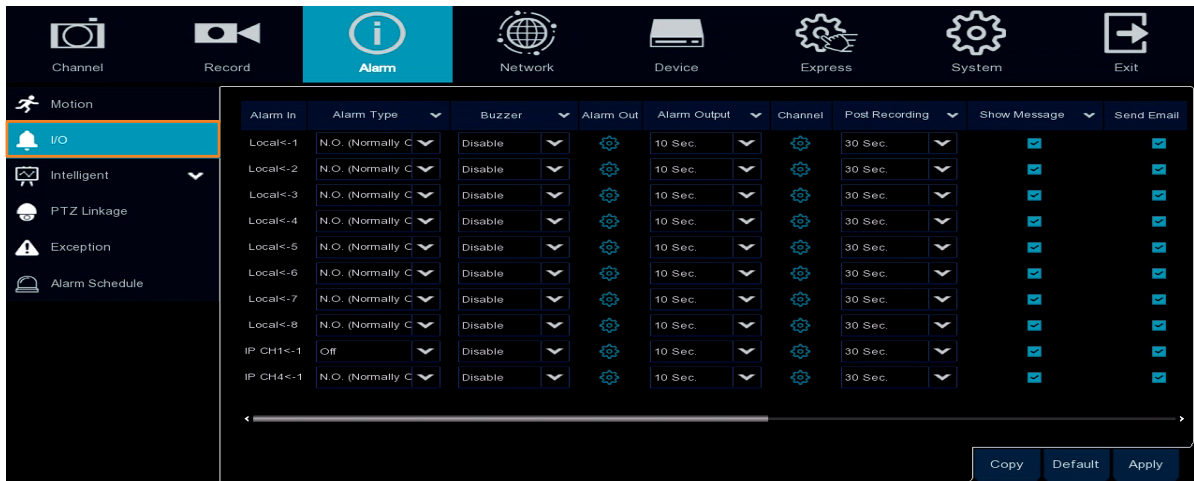 Channel Record Alarm Network Device Express System Exit
Motion
I/O
Intelligent
PTZ Linkage
Exception
Alarm Schedule
Alarm In Alarm Type Buzzer Alarm Out Alarm Output Channel Post Recording Show Message Send Email
Local<-1 N.O. (Normally C Disable 10 Sec. 30 Sec.
Local<-2 N.O. (Normally C Disable 10 Sec. 30 Sec.
Local<-3 N.O. (Normally C Disable 10 Sec. 30 Sec.
Local<-4 N.O. (Normally C Disable 10 Sec. 30 Sec.
Local<-5 N.O. (Normally C Disable 10 Sec. 30 Sec.
Local<-6 N.O. (Normally C Disable 10 Sec. 30 Sec.
Local<-7 N.O. (Normally C Disable 10 Sec. 30 Sec.
Local<-8 N.O. (Normally C Disable 10 Sec. 30 Sec.
IP CH1<-1 Off Disable 10 Sec. 30 Sec.
IP CH4<-1 N.O. (Normally C Disable 10 Sec. 30 Sec.
Copy Default Apply